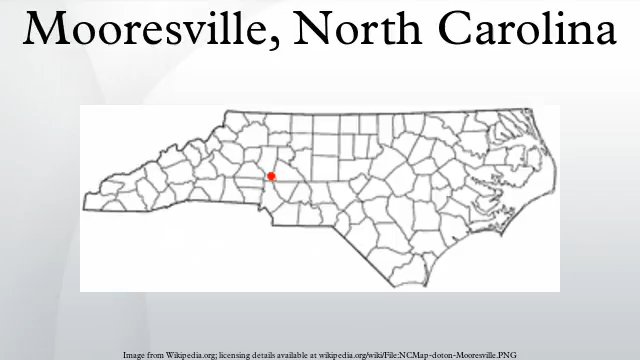 Mooresville, North Carolina
Image from Wikipedia.org; licensing details available at wikipedia.org/wiki/File:NCMap-doton-Mooresville.PNG